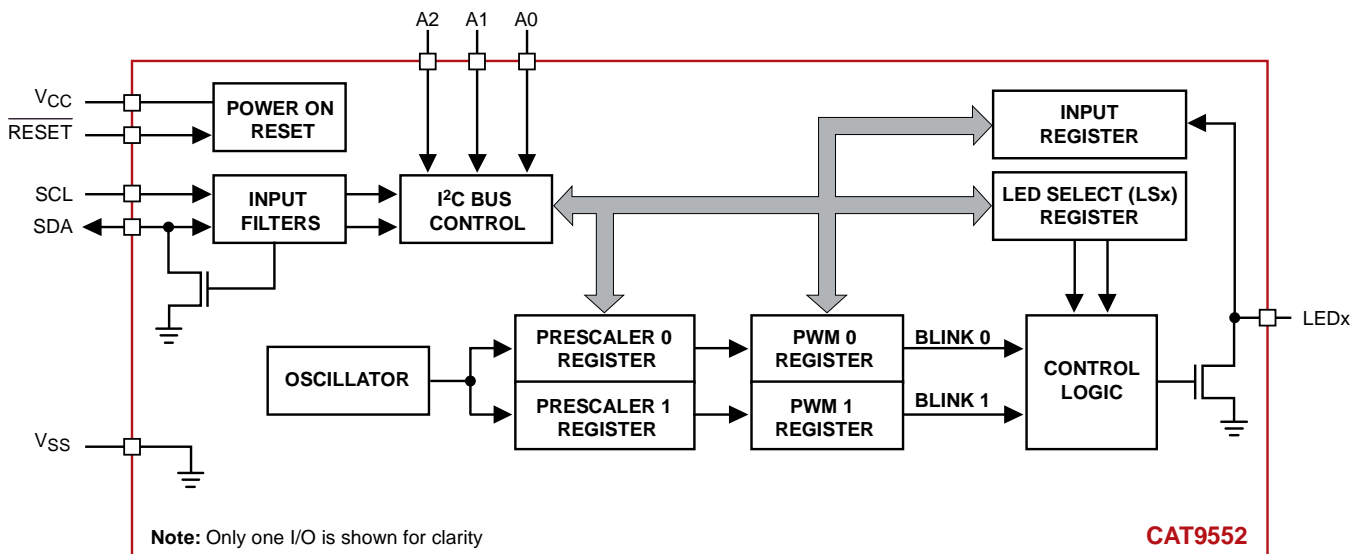 A2 A1 A0
VCC
RESET
POWER ON
RESET
SCL
SDA
INPUT
FILTERS
I²C BUS
CONTROL
INPUT
REGISTER
LED SELECT (LSx)
REGISTER
OSCILLATOR
PRESCALER 0
REGISTER
PRESCALER 1
REGISTER
PWM 0
REGISTER
PWM 1
REGISTER
BLINK 0
BLINK 1
CONTROL
LOGIC
LEDx
VSS
Note: Only one I/O is shown for clarity
CAT9552